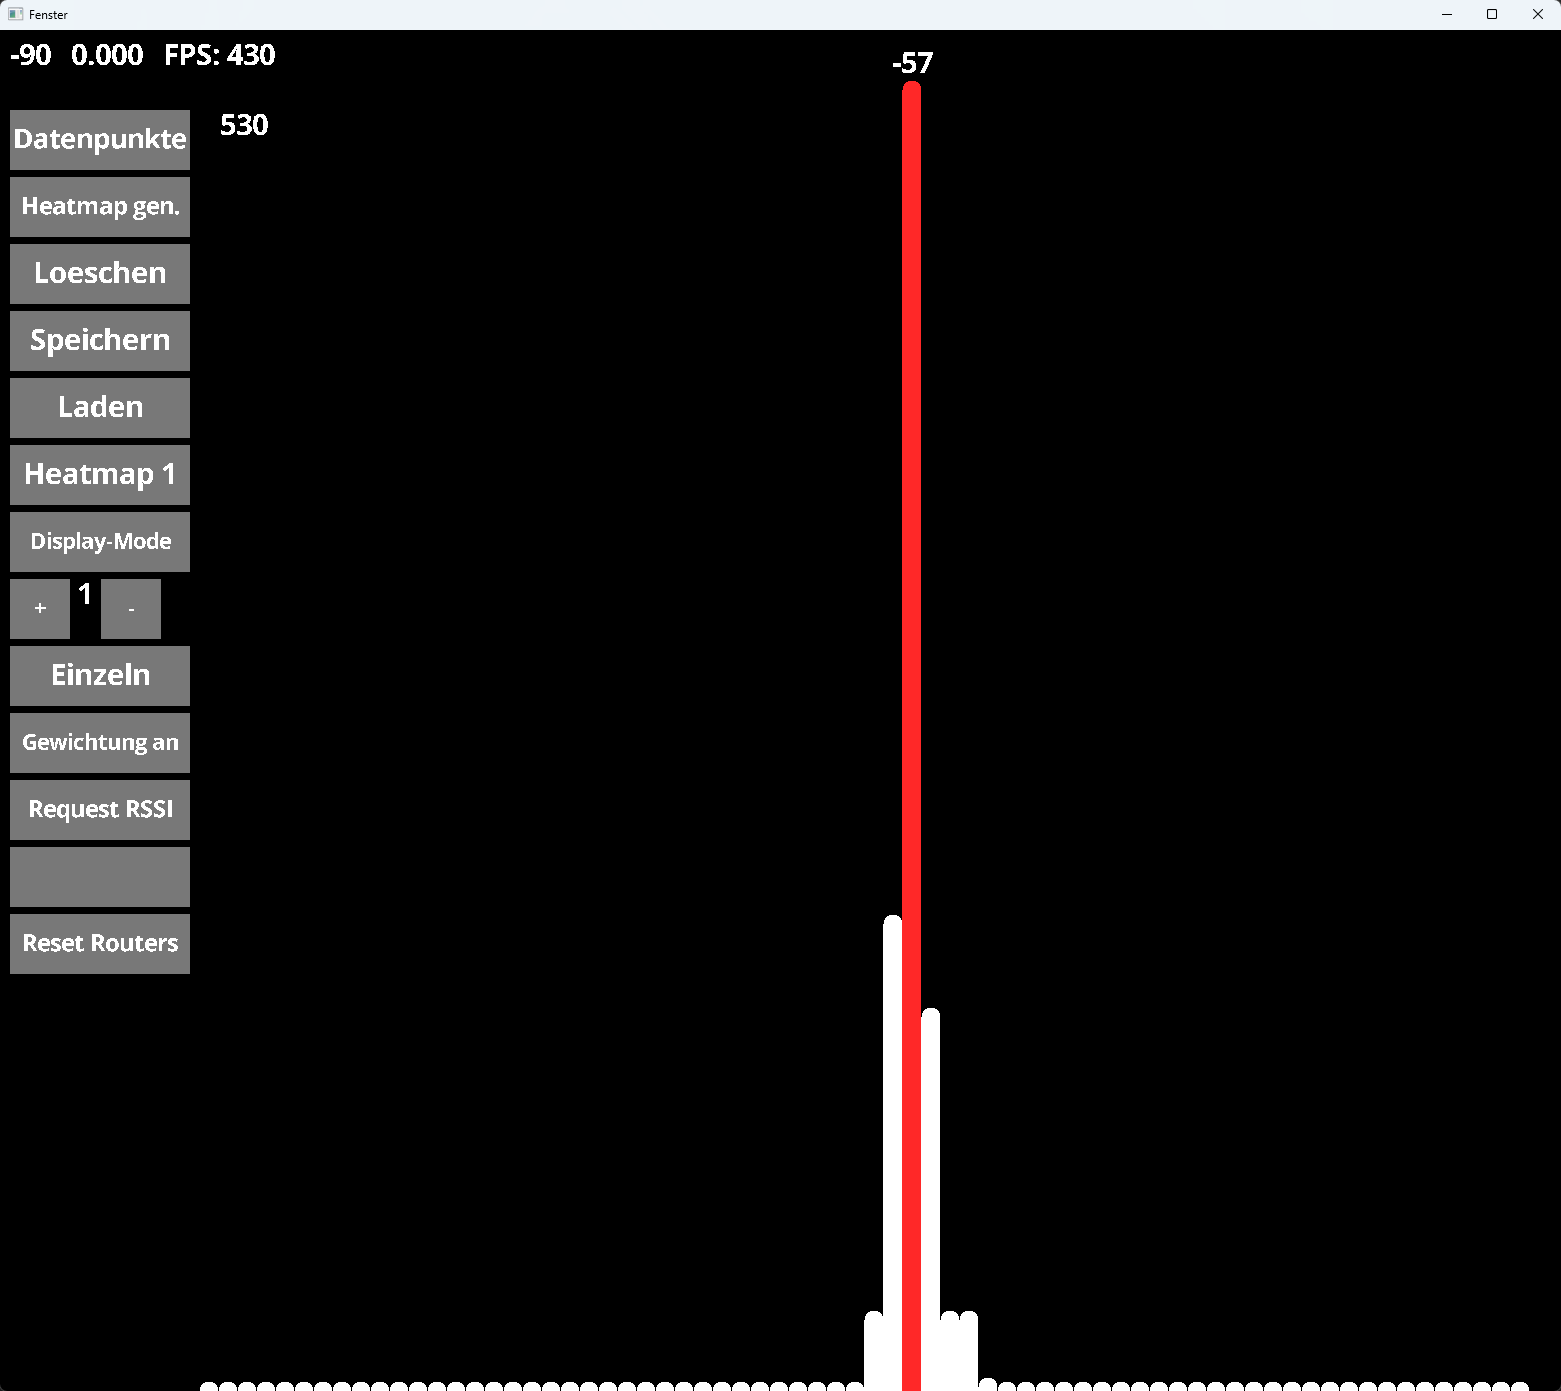 Fenster
-90 0.000 FPS: 430
-57
530
Datenpunkte
Heatmap gen.
Loeschen
Speichern
Laden
Heatmap 1
Display-Mode
+ 1 -
Einzeln
Gewichtung an
Request RSSI
Reset Routers